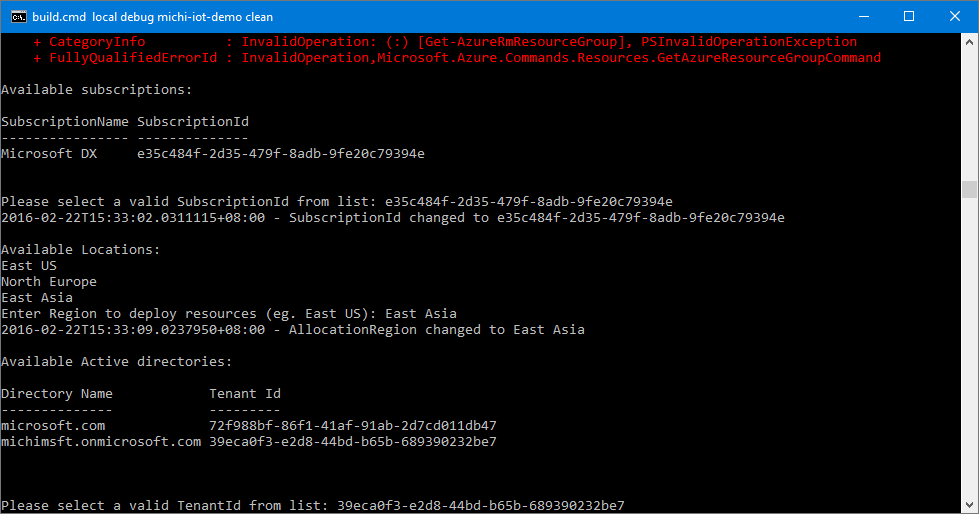 build.cmd  local debug michi-iot-demo clean
    + CategoryInfo          : InvalidOperation: (:) [Get-AzureRmResourceGroup], PSInvalidOperationException
    + FullyQualifiedErrorId : InvalidOperation,Microsoft.Azure.Commands.Resources.GetAzureResourceGroupCommand
Available subscriptions:
SubscriptionName SubscriptionId
---------------- --------------
Microsoft DX     e35c484f-2d35-479f-8adb-9fe20c79394e
Please select a valid SubscriptionId from list: e35c484f-2d35-479f-8adb-9fe20c79394e
2016-02-22T15:33:02.0311115+08:00 - SubscriptionId changed to e35c484f-2d35-479f-8adb-9fe20c79394e
Available Locations:
East US
North Europe
East Asia
Enter Region to deploy resources (eg. East US): East Asia
2016-02-22T15:33:09.0237950+08:00 - AllocationRegion changed to East Asia
Available Active directories:
Directory Name            Tenant Id
--------------            ---------
microsoft.com             72f988bf-86f1-41af-91ab-2d7cd011db47
michimsft.onmicrosoft.com 39eca0f3-e2d8-44bd-b65b-689390232be7
Please select a valid TenantId from list: 39eca0f3-e2d8-44bd-b65b-689390232be7